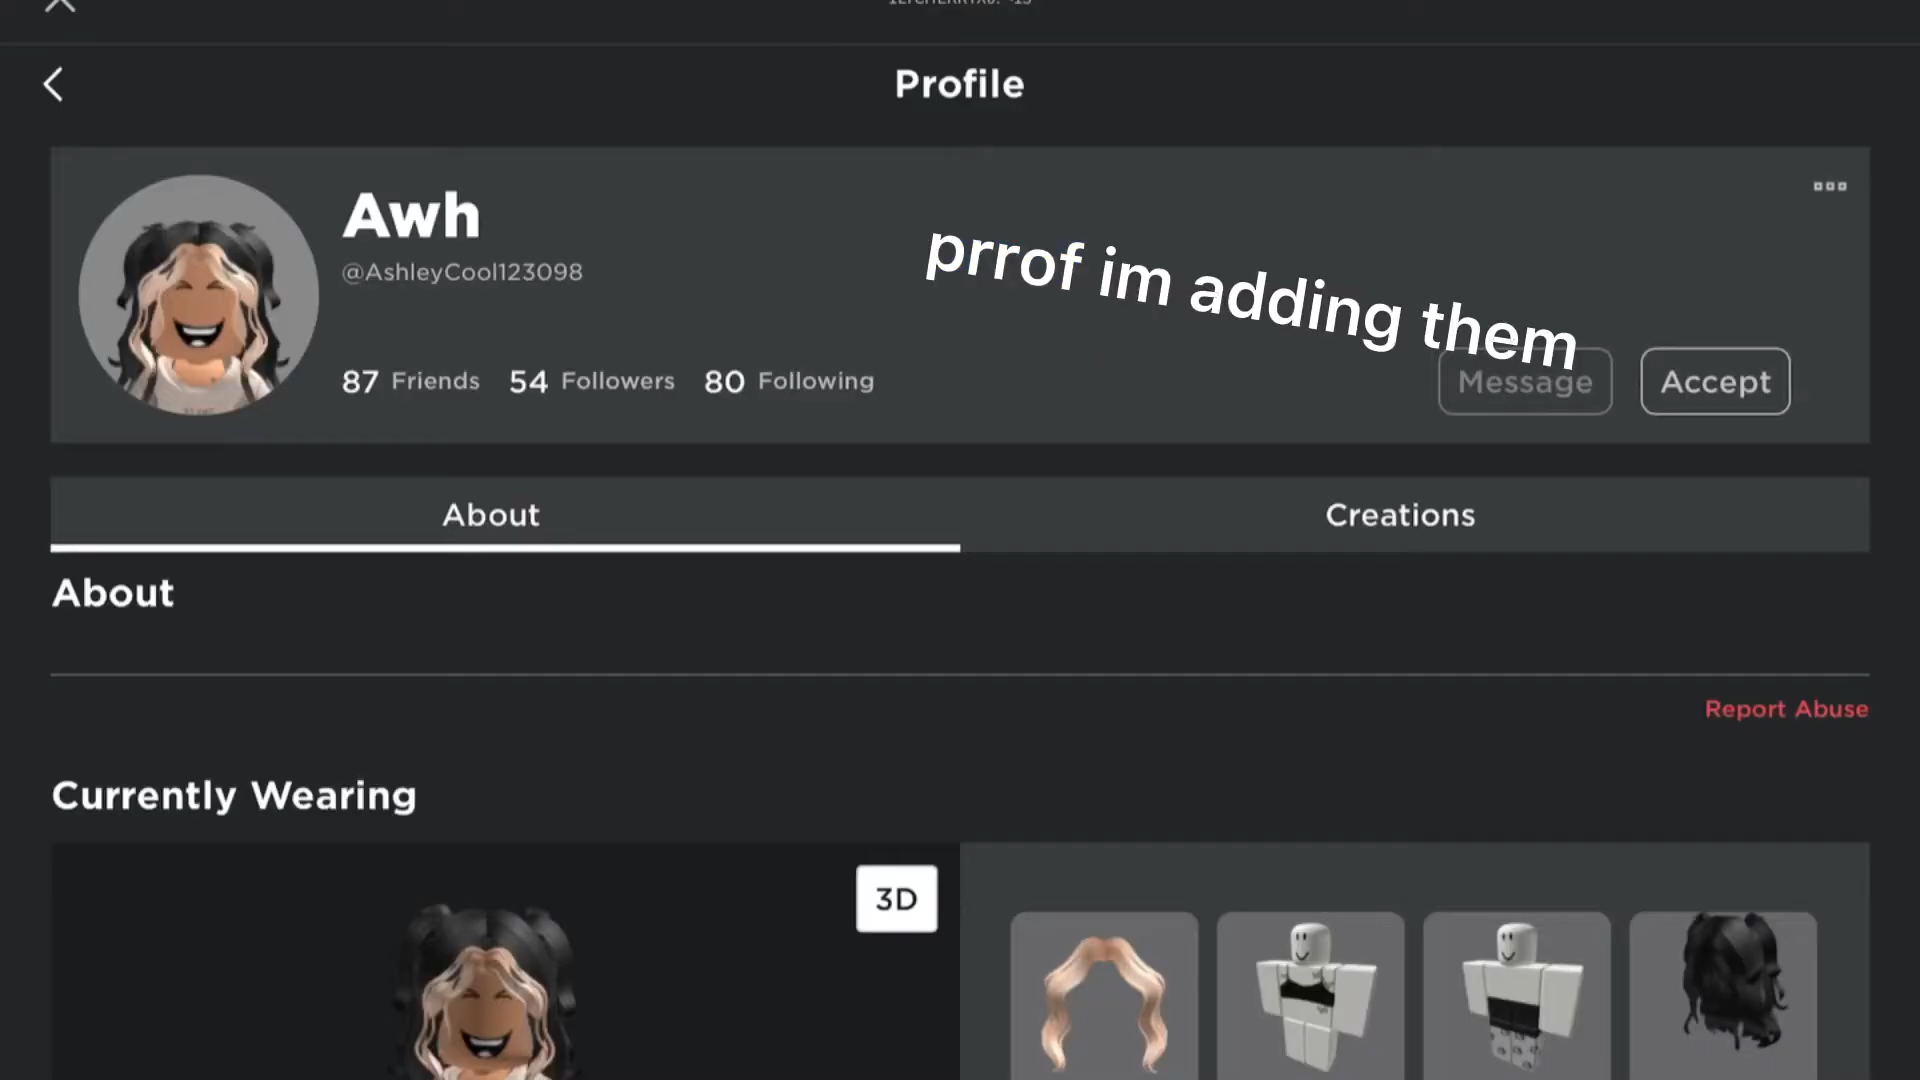 Profile
Awh
@AshleyCool123098
prrof im adding them
87 Friends 54 Followers 80 Following
Message
Accept
About
Creations
About
Report Abuse
Currently Wearing
3D